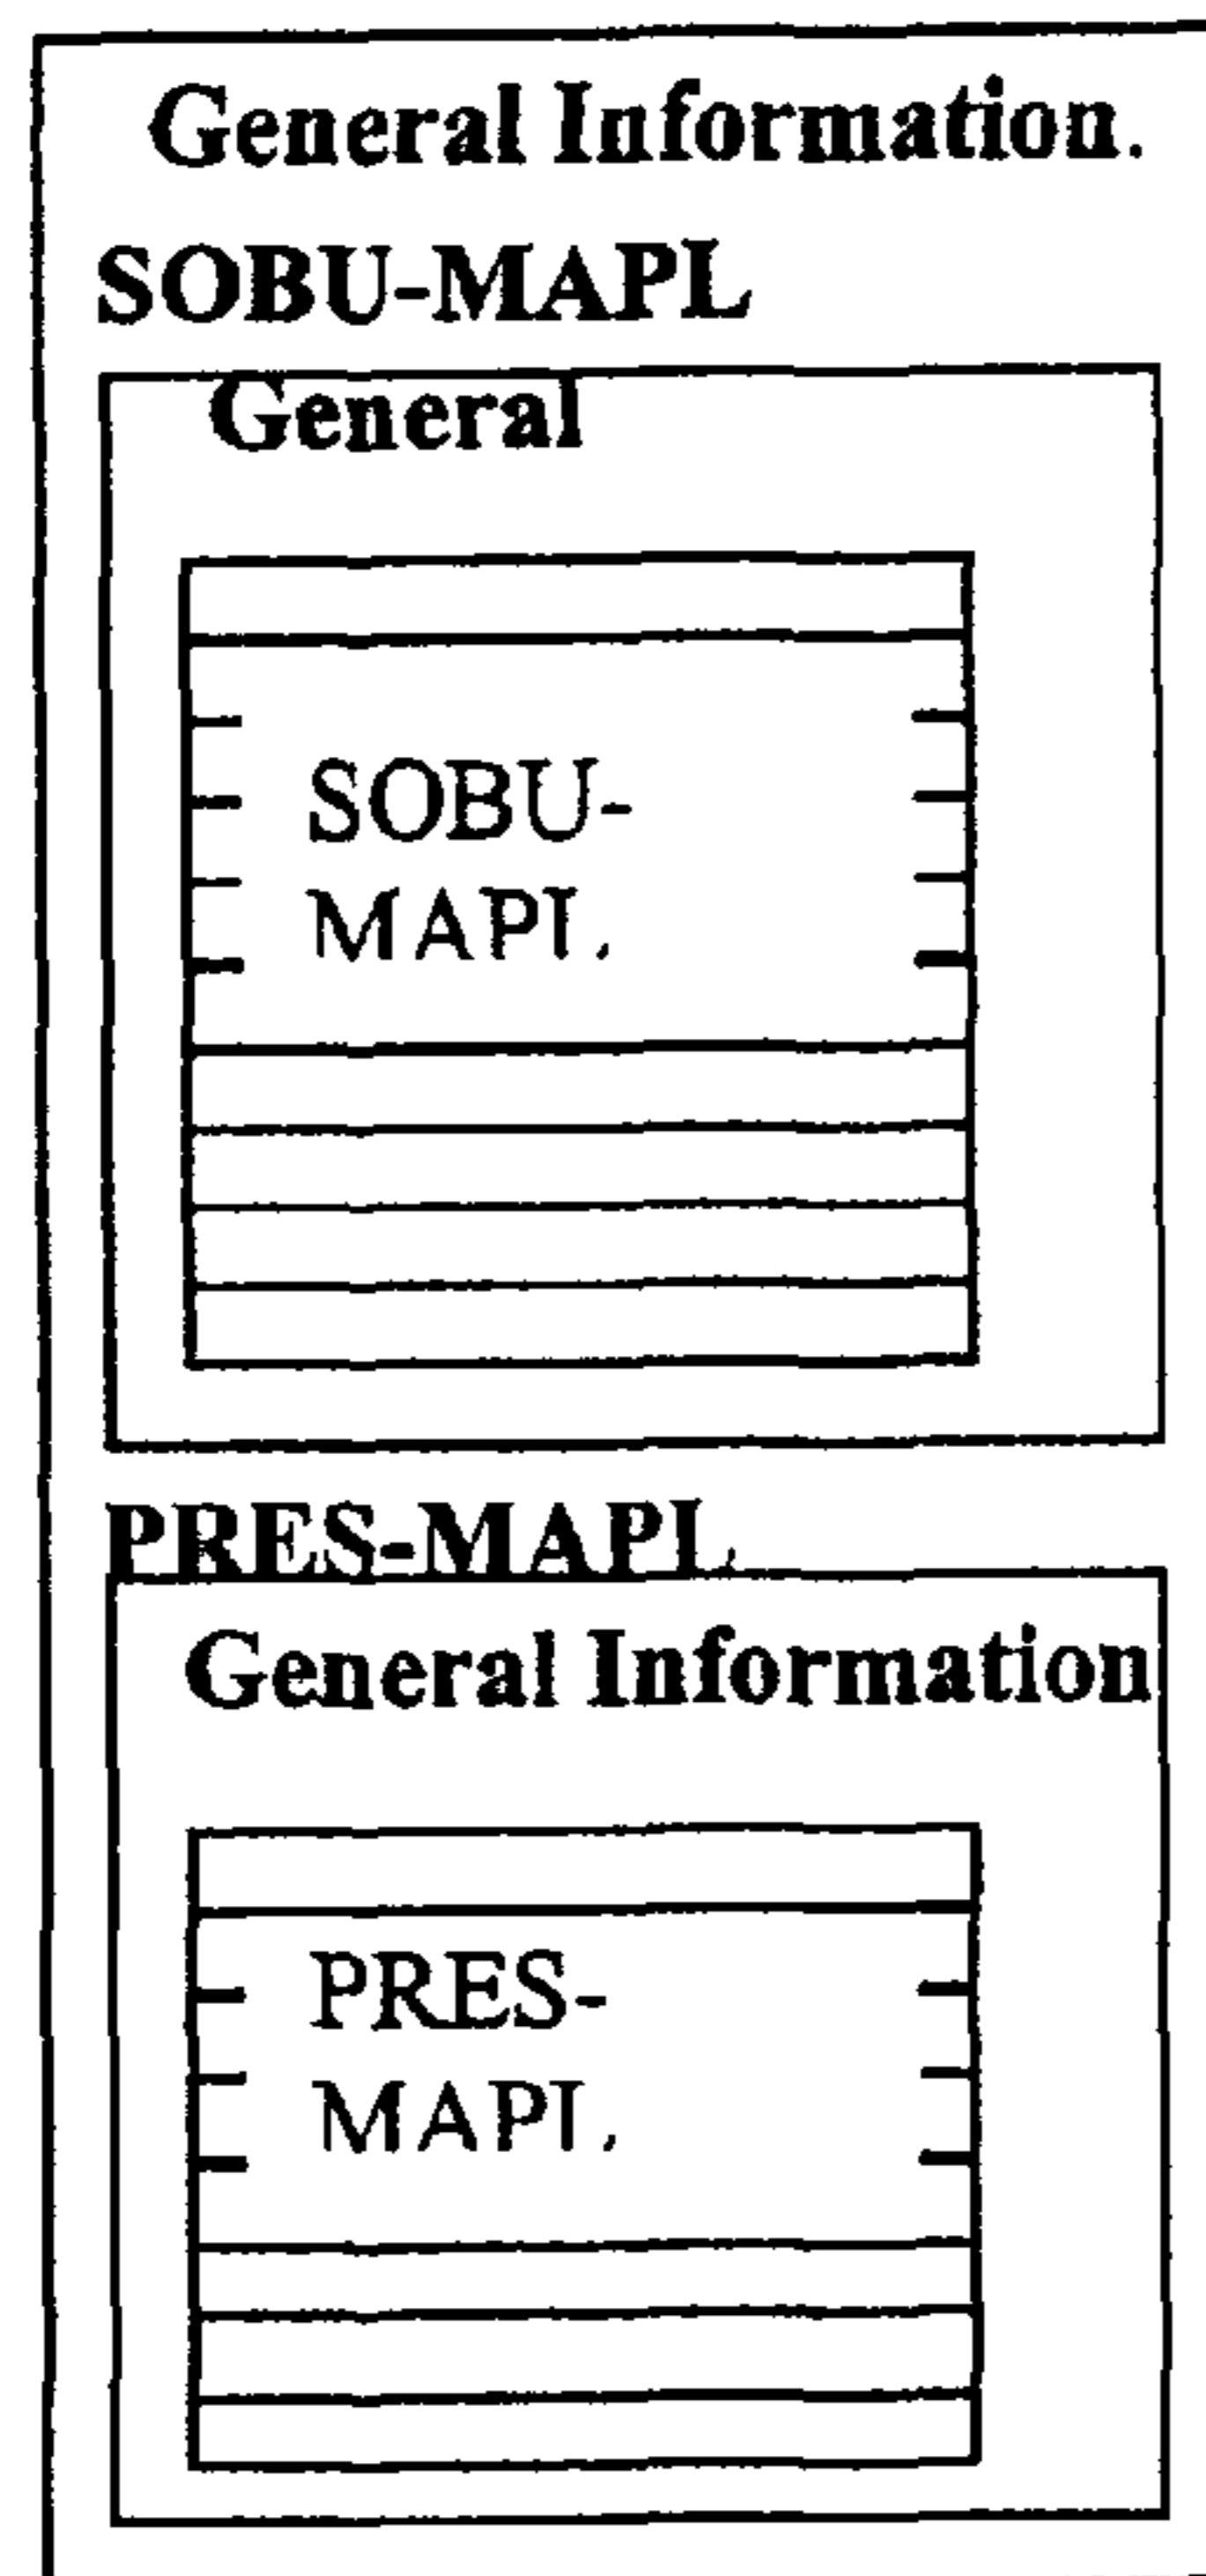 General Information.
SOBU-MAPL
General
SOBU-
MAPL
PRES-MAPL
General Information
PRES-
MAPL